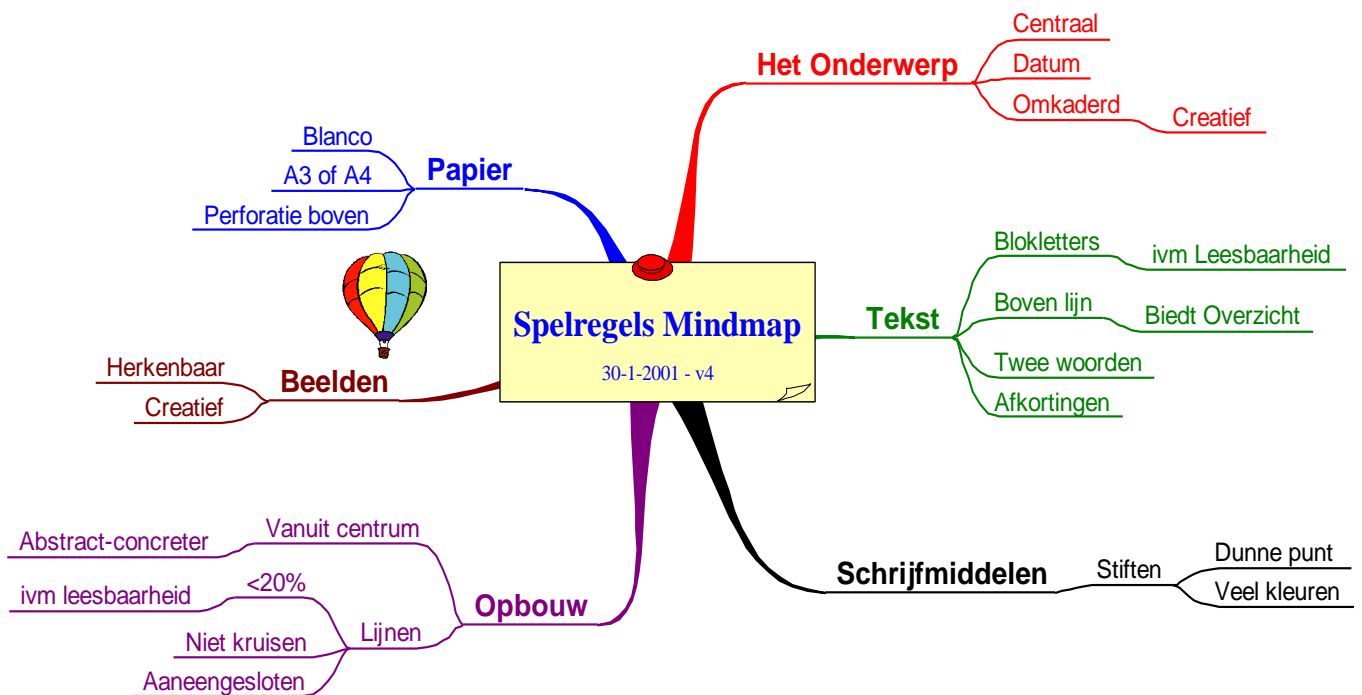 Spelregels Mindmap
30-1-2001 - v4
Het Onderwerp
Centraal
Datum
Omkaderd
Creatief
Tekst
Blokletters
ivm Leesbaarheid
Boven lijn
Biedt Overzicht
Twee woorden
Afkortingen
Schrijfmiddelen
Stiften
Dunne punt
Veel kleuren
Opbouw
Vanuit centrum
Abstract-concreter
Lijnen
<20%
ivm leesbaarheid
Niet kruisen
Aaneengesloten
Beelden
Herkenbaar
Creatief
Papier
Blanco
A3 of A4
Perforatie boven